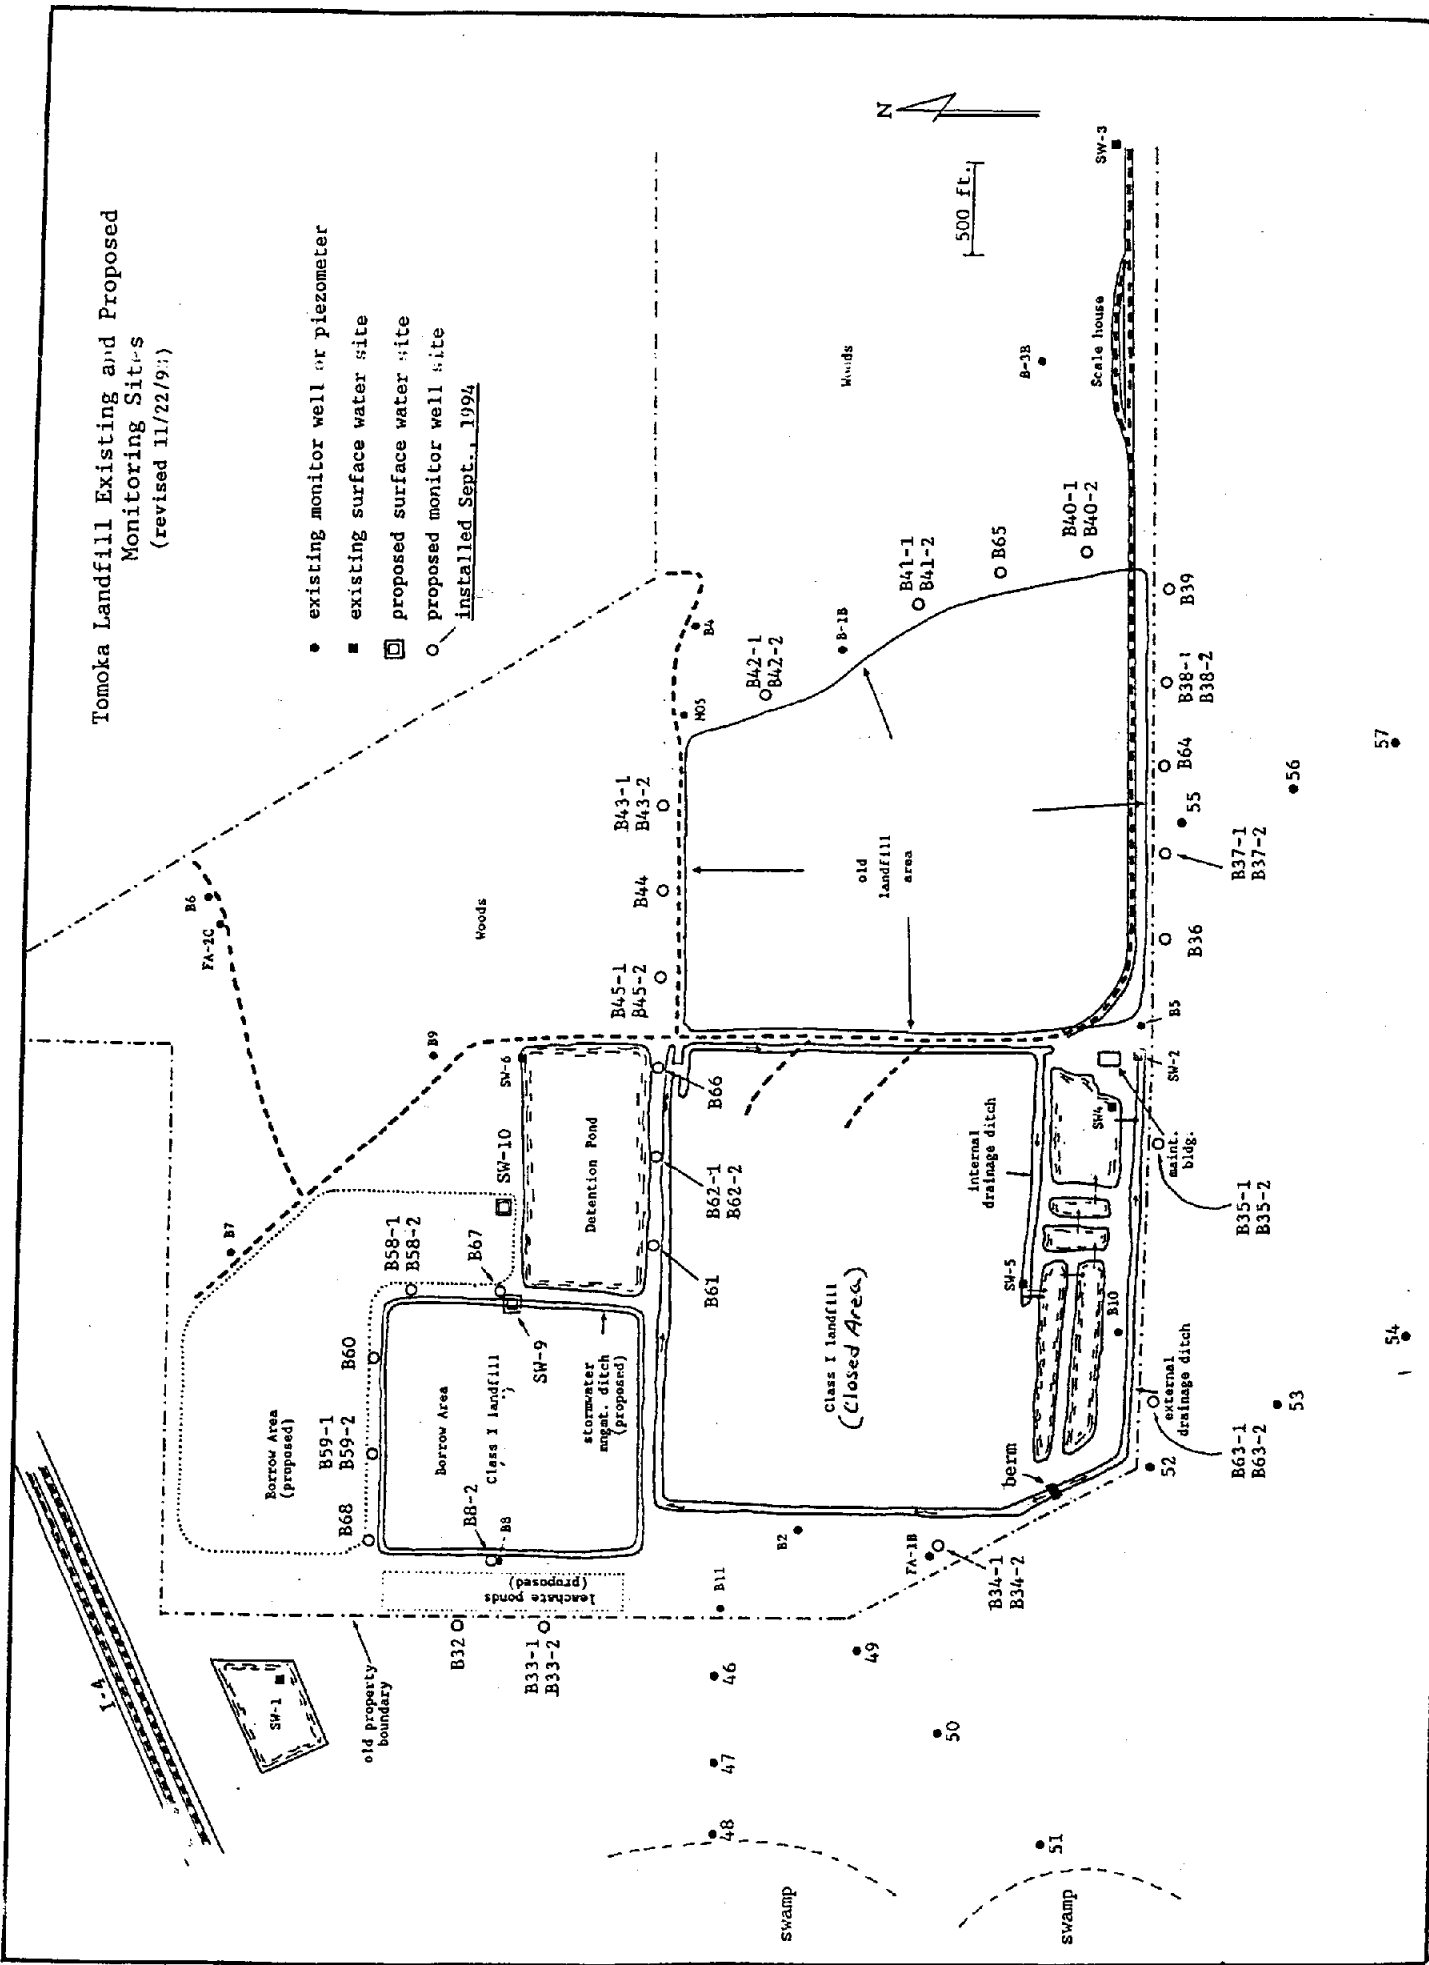 Tomoka Landfill Existing and Proposed
Monitoring Sites
● existing monitor well or piezometer
■ existing surface water site
proposed surface water site
○ proposed monitor well site
installed Sept., 1994
N
500 ft.
I-4
SW-1
old property
boundary
Borrow Area
(proposed)
B7
B6
FA-2C
B9
Woods
B68
B59-1
B59-2
B60
B58-1
B58-2
B67
SW-10
SW-6
Borrow Area
Class I landfill
B8-2
B8
SW-9
stormwater
mngmt. ditch
(proposed)
leachate ponds
(proposed)
B32
B33-1
B33-2
Detention Pond
B61
B62-1
B62-2
B66
B45-1
B45-2
B44
B43-1
B43-2
B4
B42-1
B42-2
B-1B
B41-1
B41-2
B65
B40-1
B40-2
Woods
B-3B
Scale house
SW-3
old
landfill
area
B11
B2
46
47
48
49
50
51
swamp
swamp
FA-1B
B34-1
B34-2
Class I landfill
(Closed Area)
internal
drainage ditch
SW-5
SW4
B10
berm
external
drainage ditch
maint.
bldg.
SW-2
B5
52
B63-1
B63-2
53
54
B35-1
B35-2
B36
B37-1
B37-2
55
B64
B38-1
B38-2
B39
56
57